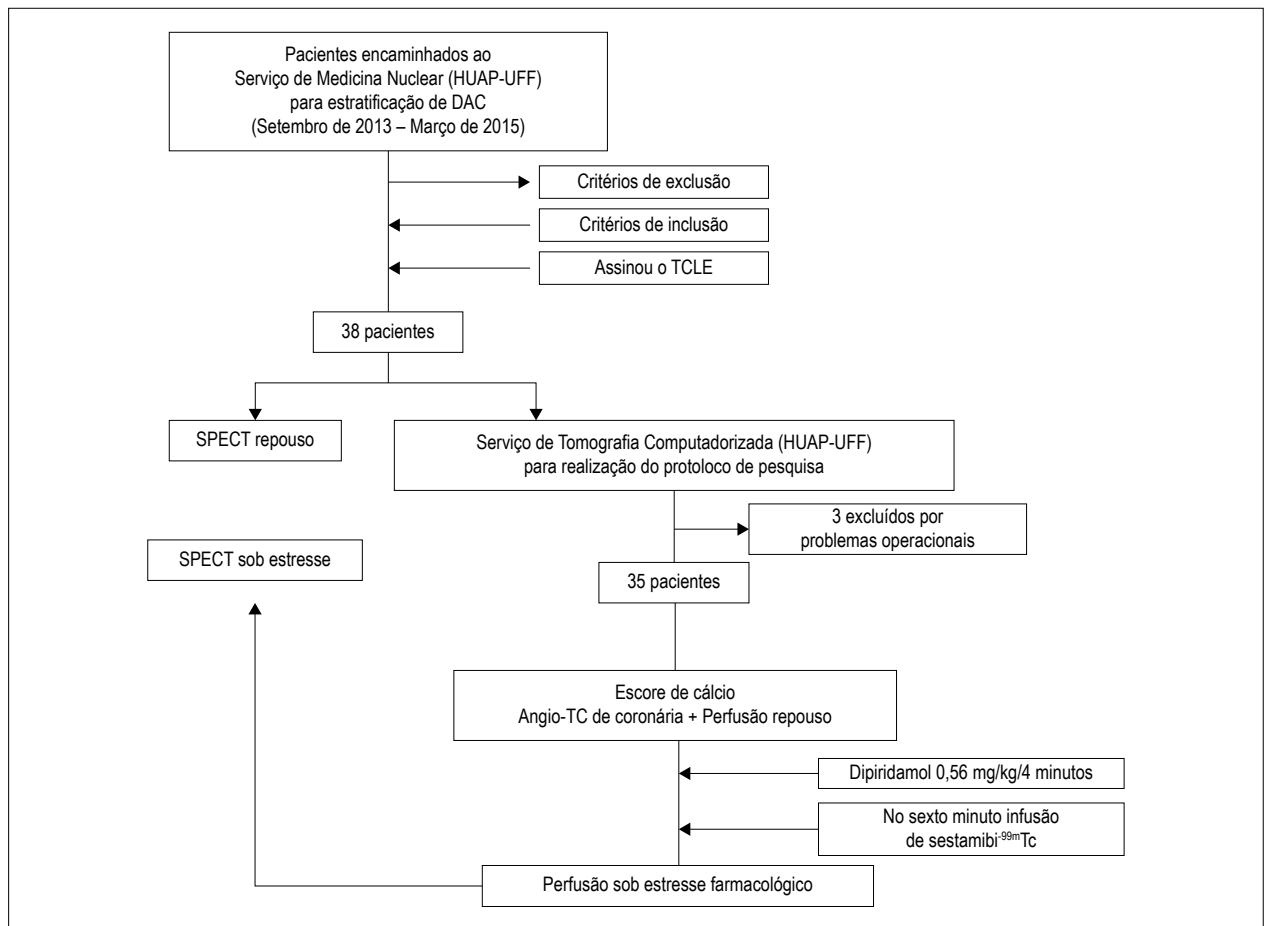 Pacientes encaminhados ao
Serviço de Medicina Nuclear (HUAP-UFF)
para estratificação de DAC
(Setembro de 2013 – Março de 2015)
Critérios de exclusão
Critérios de inclusão
Assinou o TCLE
38 pacientes
SPECT repouso
Serviço de Tomografia Computadorizada (HUAP-UFF)
para realização do protoloco de pesquisa
3 excluídos por
problemas operacionais
SPECT sob estresse
35 pacientes
Escore de cálcio
Angio-TC de coronária + Perfusão repouso
Dipiridamol 0,56 mg/kg/4 minutos
No sexto minuto infusão
de sestamibi-99mTc
Perfusão sob estresse farmacológico